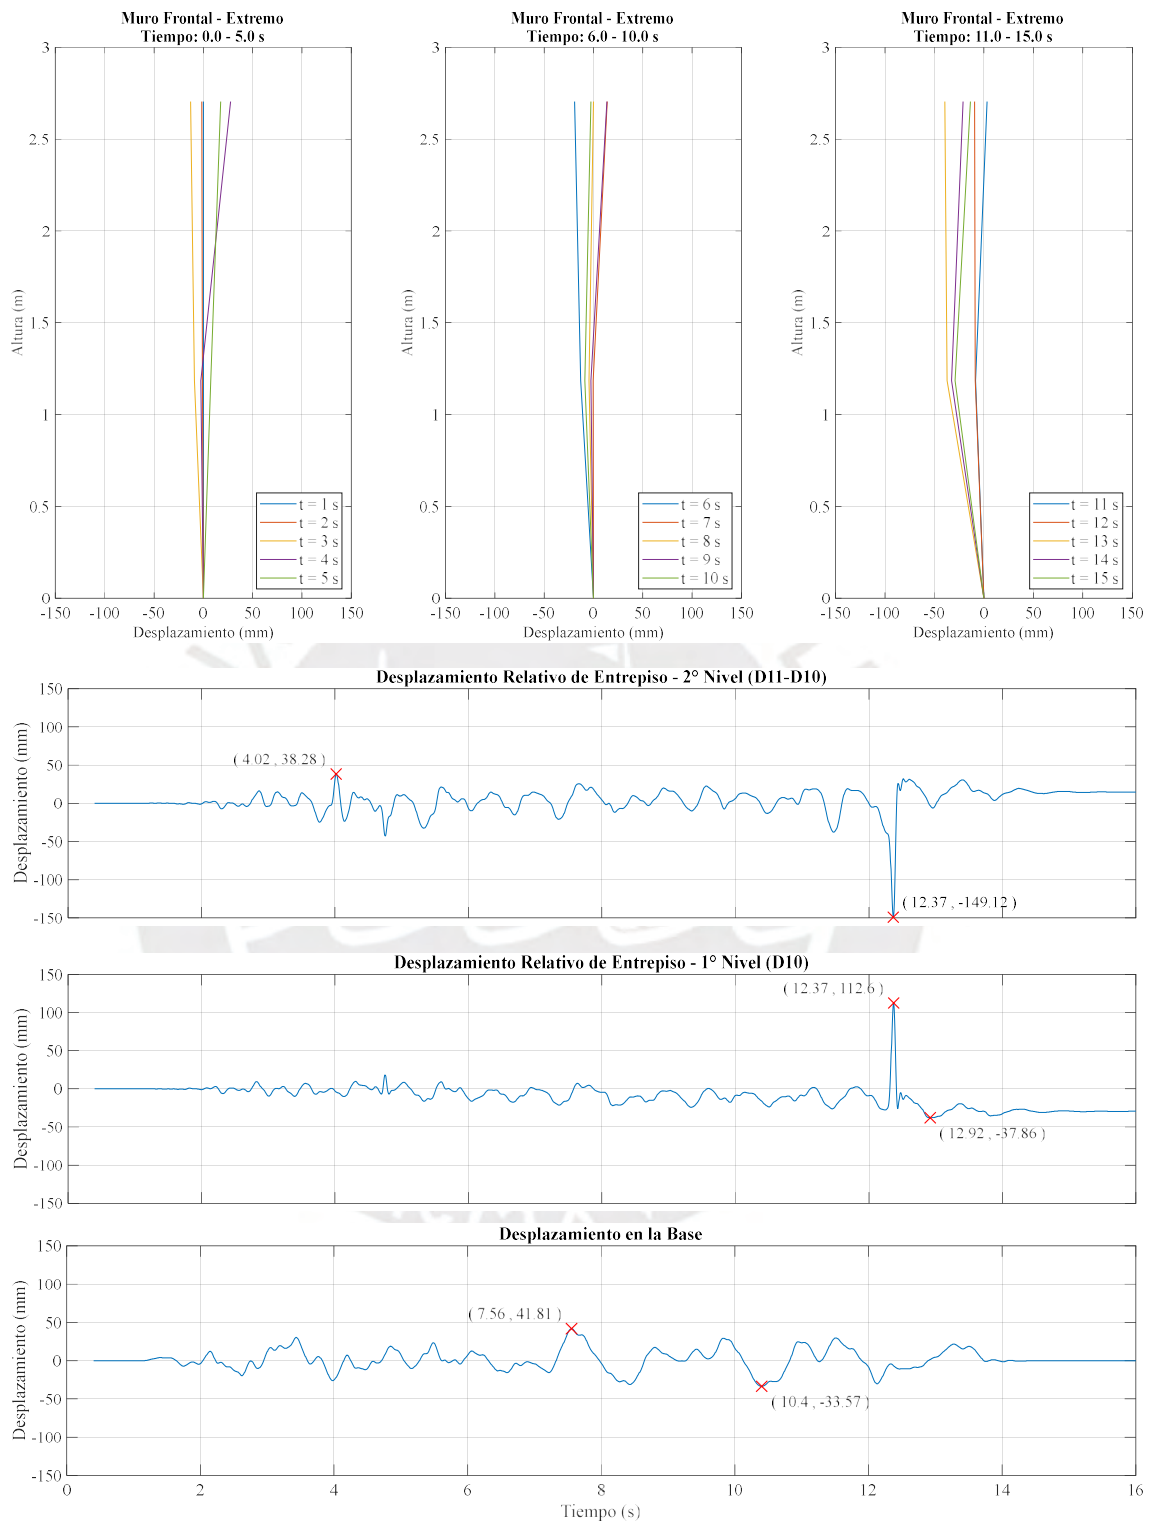 Muro Frontal - Extremo
Tiempo: 0.0 - 5.0 s
3
2.5
2
1.5
1
0.5
0
Altura (m)
t = 1 s
t = 2 s
t = 3 s
t = 4 s
t = 5 s
-150 -100 -50 0 50 100 150
Desplazamiento (mm)
Muro Frontal - Extremo
Tiempo: 6.0 - 10.0 s
3
2.5
2
1.5
1
0.5
0
Altura (m)
t = 6 s
t = 7 s
t = 8 s
t = 9 s
t = 10 s
-150 -100 -50 0 50 100 150
Desplazamiento (mm)
Muro Frontal - Extremo
Tiempo: 11.0 - 15.0 s
3
2.5
2
1.5
1
0.5
0
Altura (m)
t = 11 s
t = 12 s
t = 13 s
t = 14 s
t = 15 s
-150 -100 -50 0 50 100 150
Desplazamiento (mm)
Desplazamiento Relativo de Entrepiso - 2° Nivel (D11-D10)
150
100
50
0
-50
-100
-150
Desplazamiento (mm)
( 4.02 , 38.28 )
( 12.37 , -149.12 )
Desplazamiento Relativo de Entrepiso - 1° Nivel (D10)
150
100
50
0
-50
-100
-150
Desplazamiento (mm)
( 12.37 , 112.6 )
( 12.92 , -37.86 )
Desplazamiento en la Base
150
100
50
0
-50
-100
-150
Desplazamiento (mm)
( 7.56 , 41.81 )
( 10.4 , -33.57 )
0 2 4 6 8 10 12 14 16
Tiempo (s)